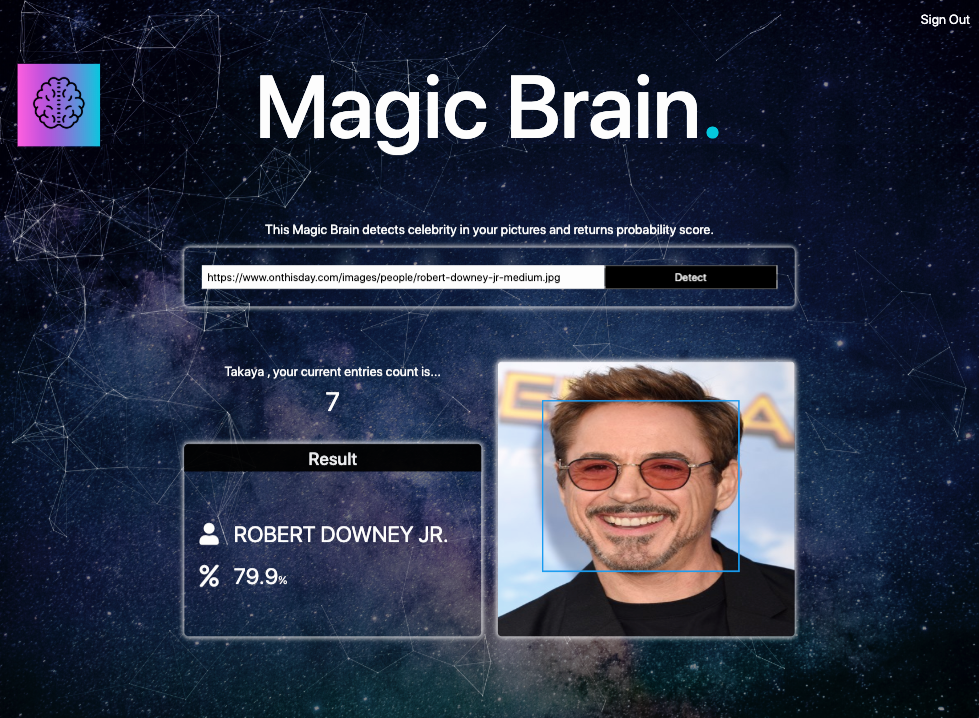 Sign Out
Magic Brain.
This Magic Brain detects celebrity in your pictures and returns probability score.
https://www.onthisday.com/images/people/robert-downey-jr-medium.jpg
Detect
Takaya , your current entries count is...
7
Result
ROBERT DOWNEY JR.
79.9%